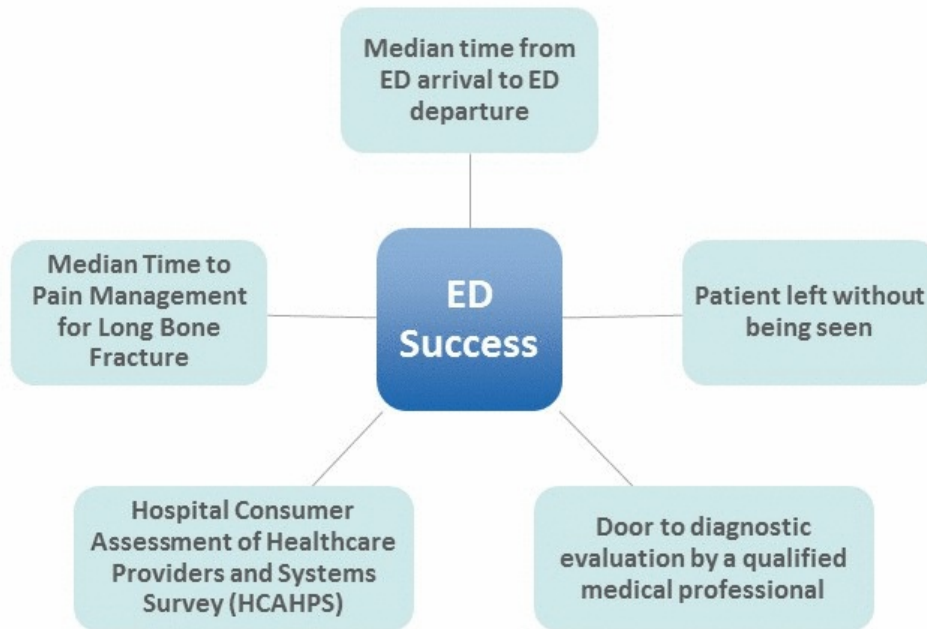 Median time from
ED arrival to ED
departure
Median Time to
Pain Management
for Long Bone
Fracture
ED
Success
Patient left without
being seen
Hospital Consumer
Assessment of Healthcare
Providers and Systems
Survey (HCAHPS)
Door to diagnostic
evaluation by a qualified
medical professional